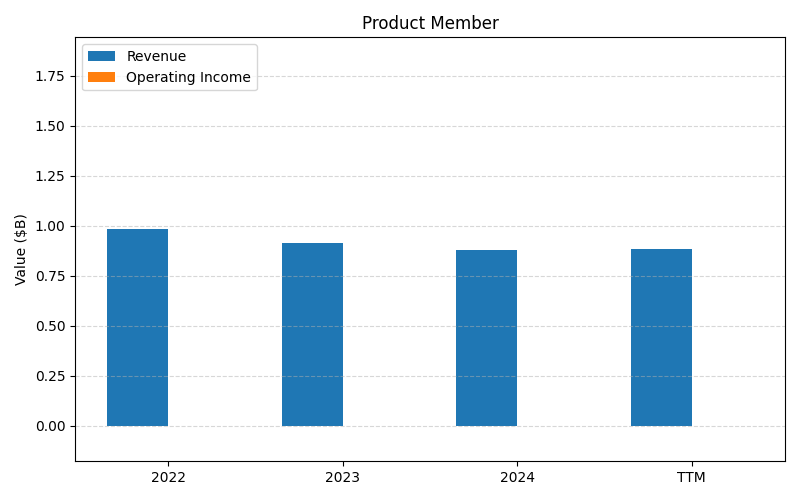 Product Member
Revenue
Operating Income
Value ($B)
1.75
1.50
1.25
1.00
0.75
0.50
0.25
0.00
2022
2023
2024
TTM